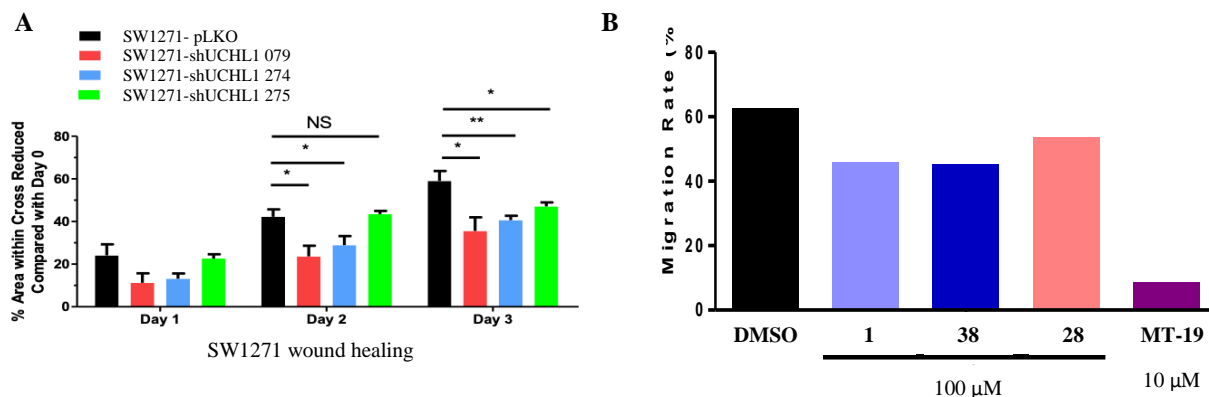 A
SW1271- pLKO
SW1271-shUCHL1 079
SW1271-shUCHL1 274
SW1271-shUCHL1 275
% Area within Cross Reduced
Compared with Day 0
80
60
40
20
0
NS
*
*
*
**
*
Day 1 Day 2 Day 3
SW1271 wound healing
B
Migration Rate (%
80
60
40
20
0
DMSO 1 38 28 MT-19
100 µM
10 µM